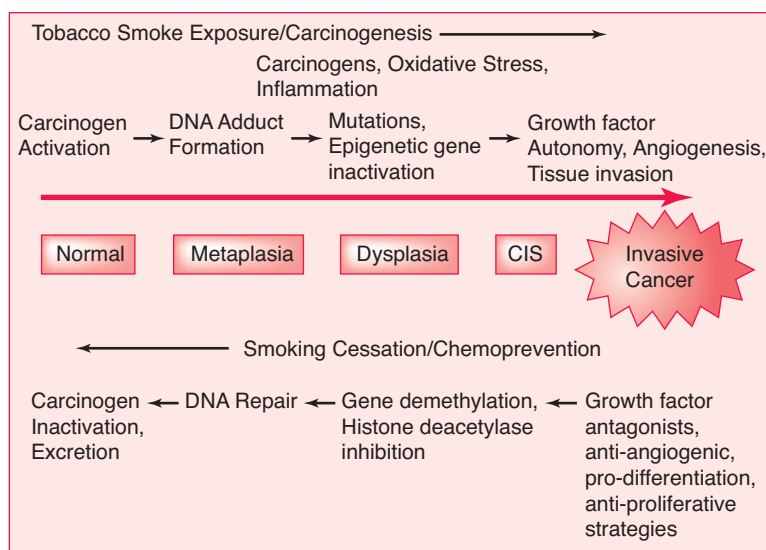 Tobacco Smoke Exposure/Carcinogenesis
Carcinogens, Oxidative Stress,
Inflammation
Carcinogen
Activation
DNA Adduct
Formation
Mutations,
Epigenetic gene
inactivation
Growth factor
Autonomy, Angiogenesis,
Tissue invasion
Normal
Metaplasia
Dysplasia
CIS
Invasive
Cancer
Smoking Cessation/Chemoprevention
Carcinogen
Inactivation,
Excretion
DNA Repair
Gene demethylation,
Histone deacetylase
inhibition
Growth factor
antagonists,
anti-angiogenic,
pro-differentiation,
anti-proliferative
strategies